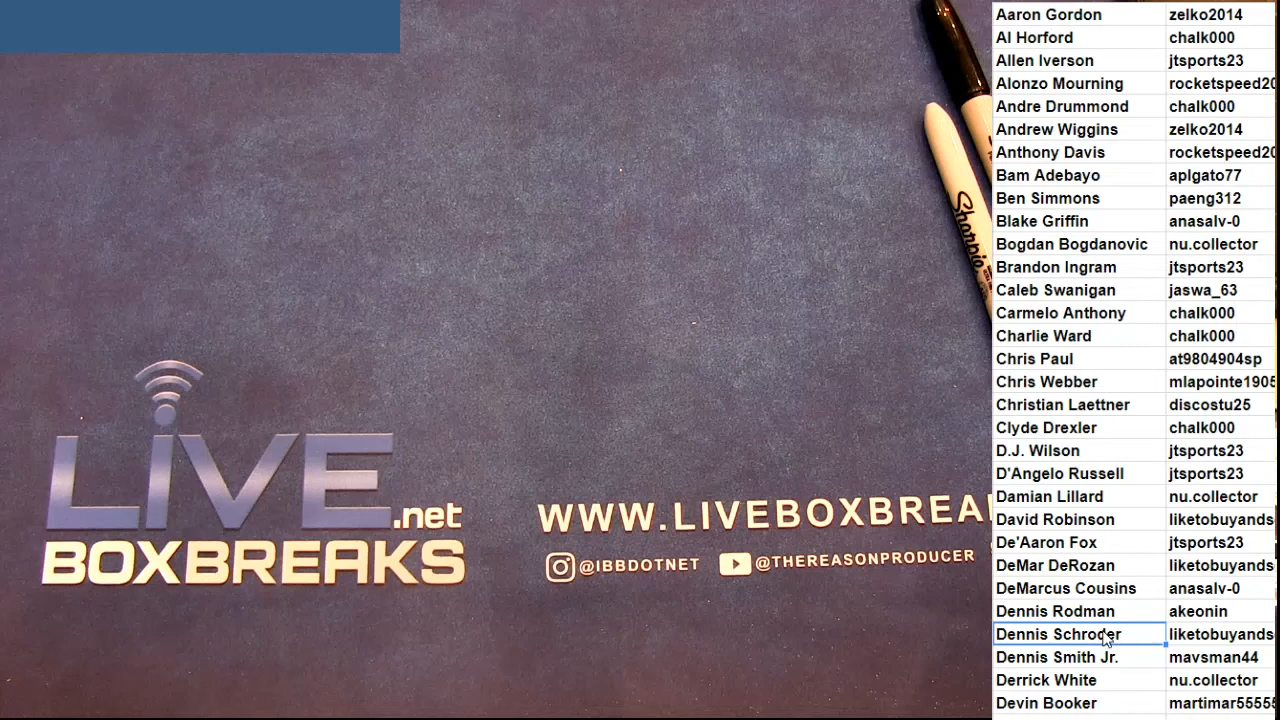 LiVE.net
BOXBREAKS
WWW.LIVEBOXBREA
@IBBDOTNET @THEREASONPRODUCER
Sharpie
Aaron Gordon zelko2014
Al Horford chalk000
Allen Iverson jtsports23
Alonzo Mourning rocketspeed20
Andre Drummond chalk000
Andrew Wiggins zelko2014
Anthony Davis rocketspeed20
Bam Adebayo aplgato77
Ben Simmons paeng312
Blake Griffin anasalv-0
Bogdan Bogdanovic nu.collector
Brandon Ingram jtsports23
Caleb Swanigan jaswa_63
Carmelo Anthony chalk000
Charlie Ward chalk000
Chris Paul at9804904sp
Chris Webber mlapointe1905
Christian Laettner discostu25
Clyde Drexler chalk000
D.J. Wilson jtsports23
D'Angelo Russell jtsports23
Damian Lillard nu.collector
David Robinson liketobuyands
De'Aaron Fox jtsports23
DeMar DeRozan liketobuyands
DeMarcus Cousins anasalv-0
Dennis Rodman akeonin
Dennis Schroder liketobuyands
Dennis Smith Jr. mavsman44
Derrick White nu.collector
Devin Booker martimar55555